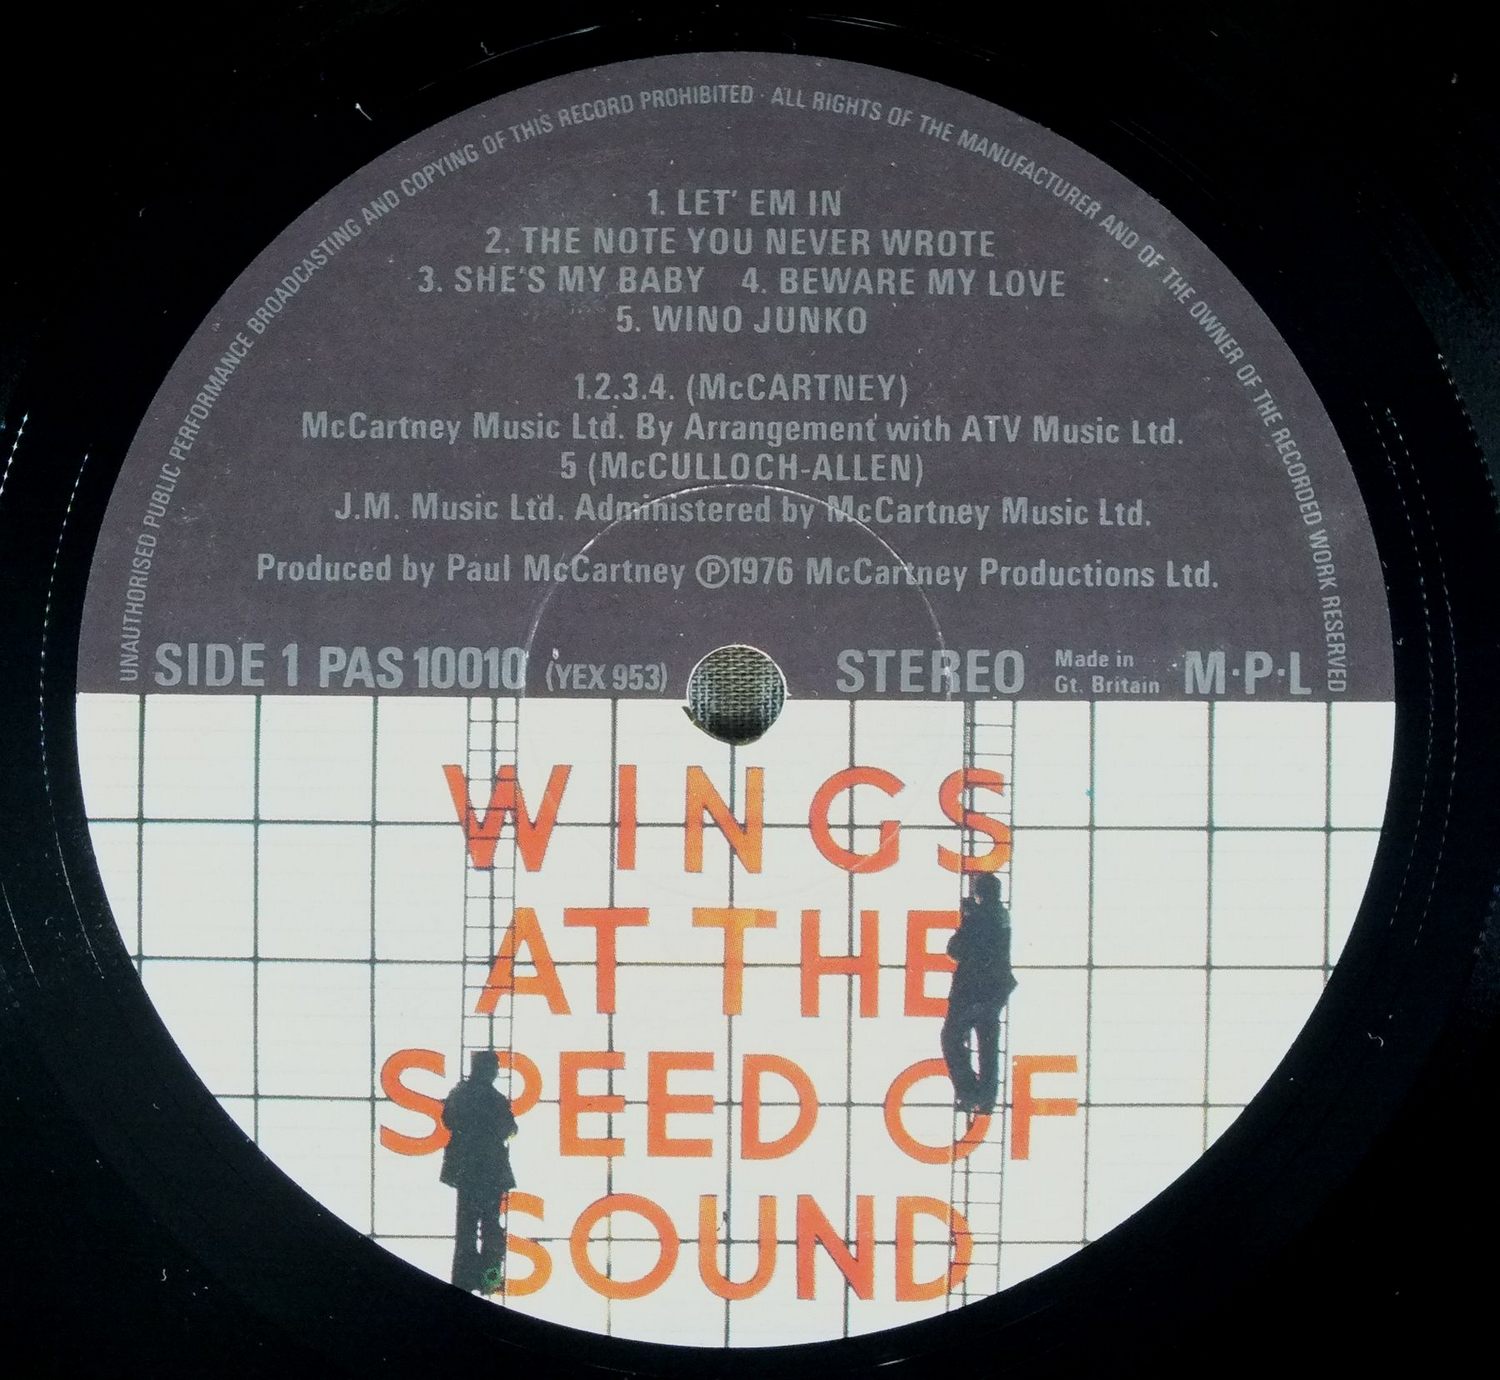 UNAUTHORISED PUBLIC PERFORMANCE BROADCASTING AND COPYING OF THIS RECORD PROHIBITED · ALL RIGHTS OF THE MANUFACTURER AND OF THE OWNER OF THE RECORDED WORK RESERVED
1. LET' EM IN
2. THE NOTE YOU NEVER WROTE
3. SHE'S MY BABY 4. BEWARE MY LOVE
5. WINO JUNKO
1.2.3.4. (McCARTNEY)
McCartney Music Ltd. By Arrangement with ATV Music Ltd.
5 (McCULLOCH-ALLEN)
J.M. Music Ltd. Administered by McCartney Music Ltd.
Produced by Paul McCartney ℗1976 McCartney Productions Ltd.
SIDE 1 PAS 10010 (YEX 953) STEREO Made in Gt. Britain M·P·L
WINGS
AT THE
SPEED OF
SOUND